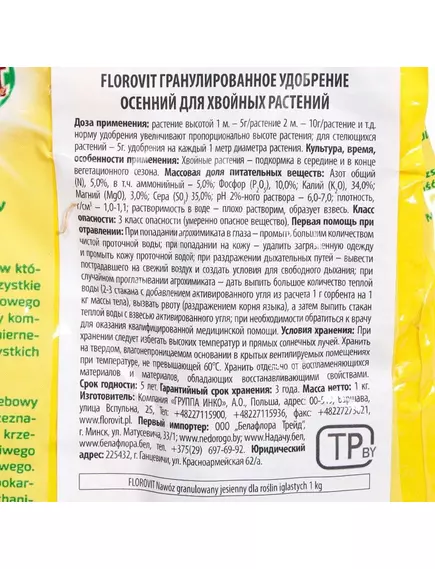 FLOROVIT ГРАНУЛИРОВАННОЕ УДОБРЕНИЕ
ОСЕННИЙ ДЛЯ ХВОЙНЫХ РАСТЕНИЙ
Доза применения: растение высотой 1 м. – 5г/растение 2 м. – 10г/растение и т.д.
норму удобрения увеличивают пропорционально высоте растения; для стелющихся
растений – 5г. удобрения на каждый 1 метр диаметра растения. Культура, время,
особенности применения: Хвойные растения – подкормка в середине и в конце
вегетационного сезона. Массовая доля питательных веществ: Азот общий
(N), 5,0%, в т.ч. аммонийный – 5,0%; Фосфор (P₂O₅), 10,0%; Калий (K₂O), 34,0%;
Магний (MgO), 3,0%; Сера (SO₃) 35,0%; pH 2%-ного раствора – 6,0-7,0; плотность,
г/см³ – 1,0-1,1; растворимость в воде – плохо растворим, образует взвесь. Класс
опасности: 3 класс опасности (умеренно опасное вещество). Первая помощь при
отравлении: При попадании агрохимиката в глаза – промыть большим количеством
чистой проточной воды; при попадании на кожу – удалить загрязненную одежду
и промыть кожу проточной водой; при раздражении дыхательных путей – вывести
пострадавшего на свежий воздух и создать условия для свободного дыхания; при
случайном проглатывании агрохимиката – дать выпить большое количество теплой
воды (2-3 стакана с добавлением активированного угля из расчета 1 г сорбента на 1
кг массы тела), вызвать рвоту (раздражением корня языка), а затем выпить стакан
теплой воды с взвесью активированного угля; при необходимости обратиться к врачу
для оказания квалифицированной медицинской помощи. Условия хранения: При
хранении следует избегать высоких температур и прямых солнечных лучей. Хранить
на твердом, влагонепроницаемом основании в крытых вентилируемых помещениях
при температуре, не превышающей 60℃. Хранить отдельно от воспламеняющихся
материалов и материалов, обладающих восстанавливающими свойствами.
Срок годности: 5 лет. Гарантийный срок хранения: 3 года. Масса нетто: 1 кг.
Изготовитель: Компания «ГРУППА ИНКО», А.О., Польша, адрес: Варшава,
улица Вспульна, 25, Тел +48227115900, +48227115936, факс
www.florovit.pl. Первый импортер ООО «Белафлора Трейд»,
г. Минск, ул. Матусевича, 33/1; www.nedorogo.by; www.Надачу.бел,
www.белафлора.бел, тел. +375(29) 697-69-92. Юридический
адрес: 225432, г. Ганцевичи, ул. Красноармейская 62/а.
TP
BY
FLOROVIT Nawóz granulowany jesienny dla roślin iglastych 1 kg